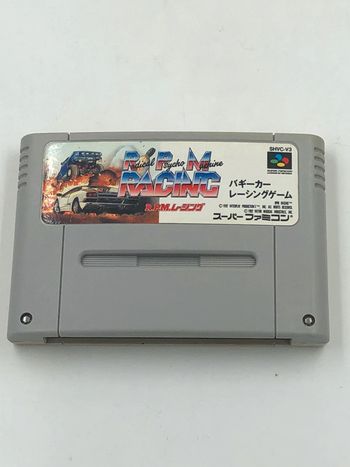 SHVC-V3
Radical Psycho Machine
RACING
R.P.M.レーシング
バギーカー
レーシングゲーム
スーパーファミコン